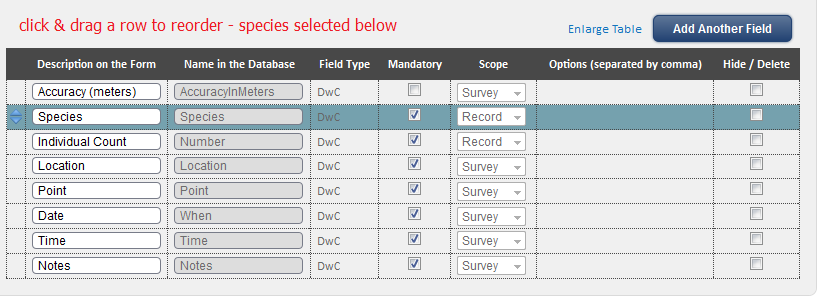 click & drag a row to reorder - species selected below
Enlarge Table Add Another Field
Description on the Form Name in the Database Field Type Mandatory Scope Options (separated by comma) Hide / Delete
Accuracy (meters) AccuracyInMeters DwC Survey
Species Species DwC Record
Individual Count Number DwC Record
Location Location DwC Survey
Point Point DwC Survey
Date When DwC Survey
Time Time DwC Survey
Notes Notes DwC Survey